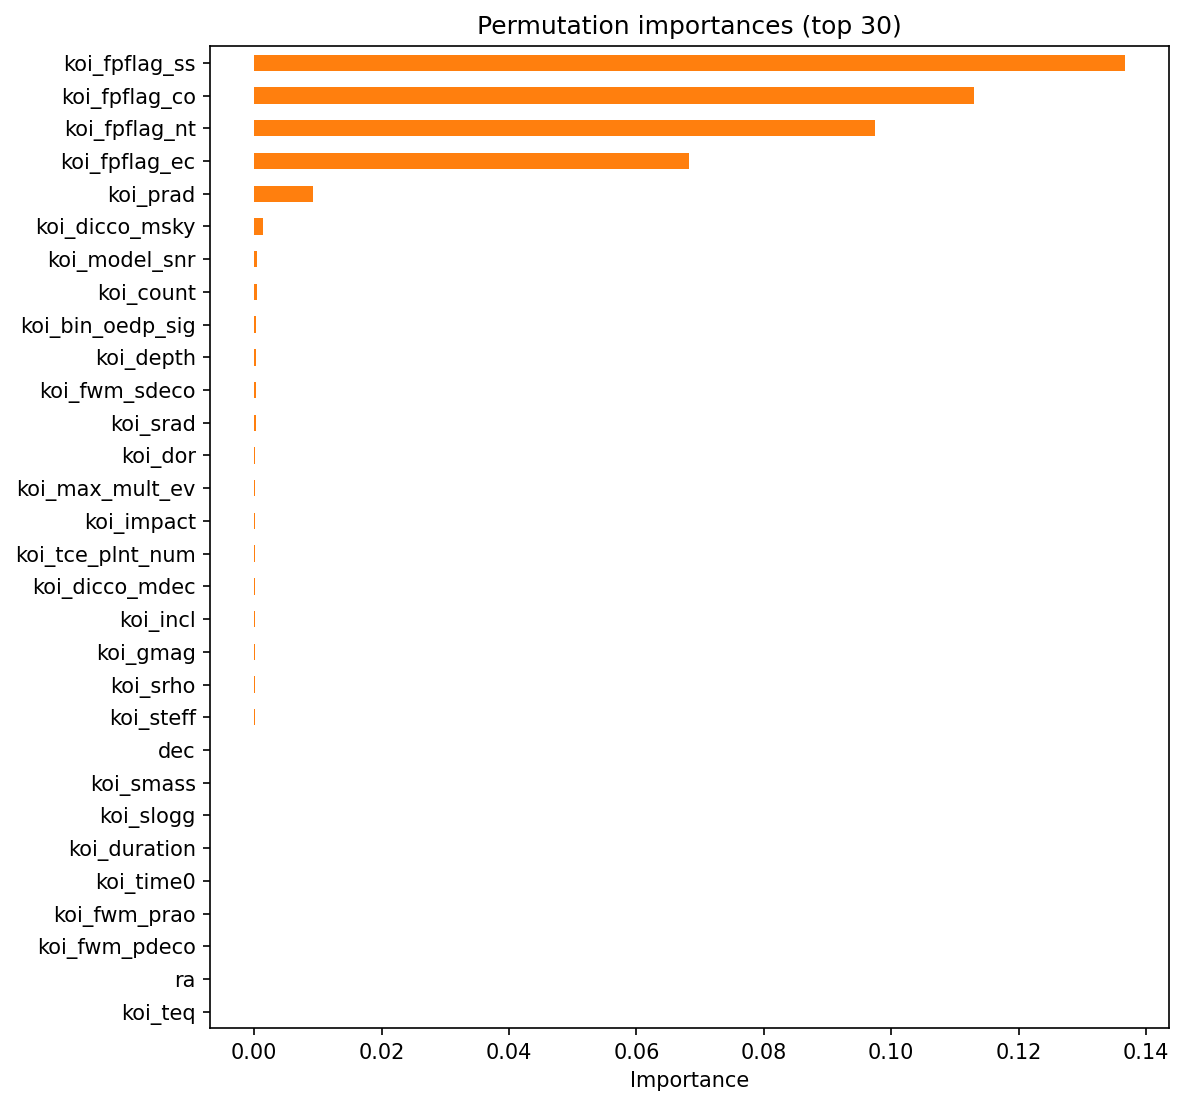 Permutation importances (top 30)
koi_fpflag_ss
koi_fpflag_co
koi_fpflag_nt
koi_fpflag_ec
koi_prad
koi_dicco_msky
koi_model_snr
koi_count
koi_bin_oedp_sig
koi_depth
koi_fwm_sdeco
koi_srad
koi_dor
koi_max_mult_ev
koi_impact
koi_tce_plnt_num
koi_dicco_mdec
koi_incl
koi_gmag
koi_srho
koi_steff
dec
koi_smass
koi_slogg
koi_duration
koi_time0
koi_fwm_prao
koi_fwm_pdeco
ra
koi_teq
0.00 0.02 0.04 0.06 0.08 0.10 0.12 0.14
Importance